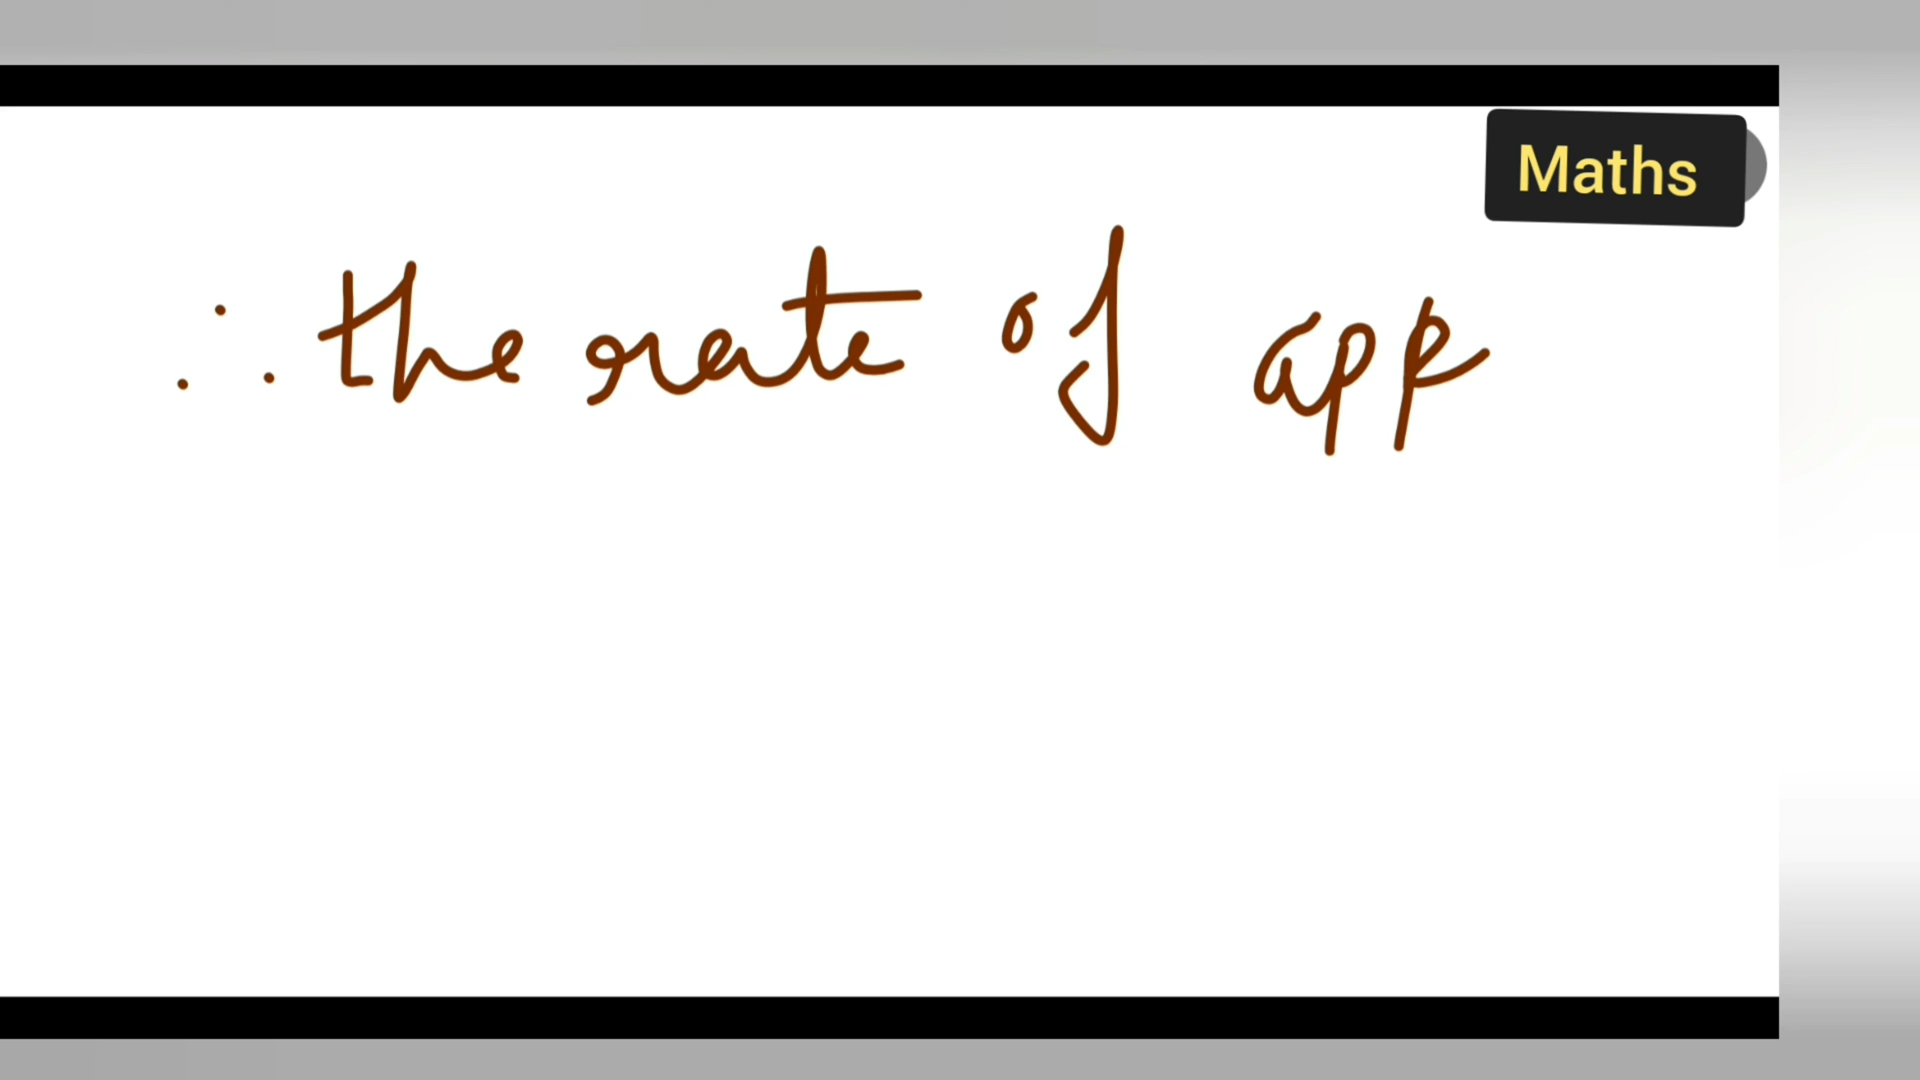 Maths
∴ the rate of app